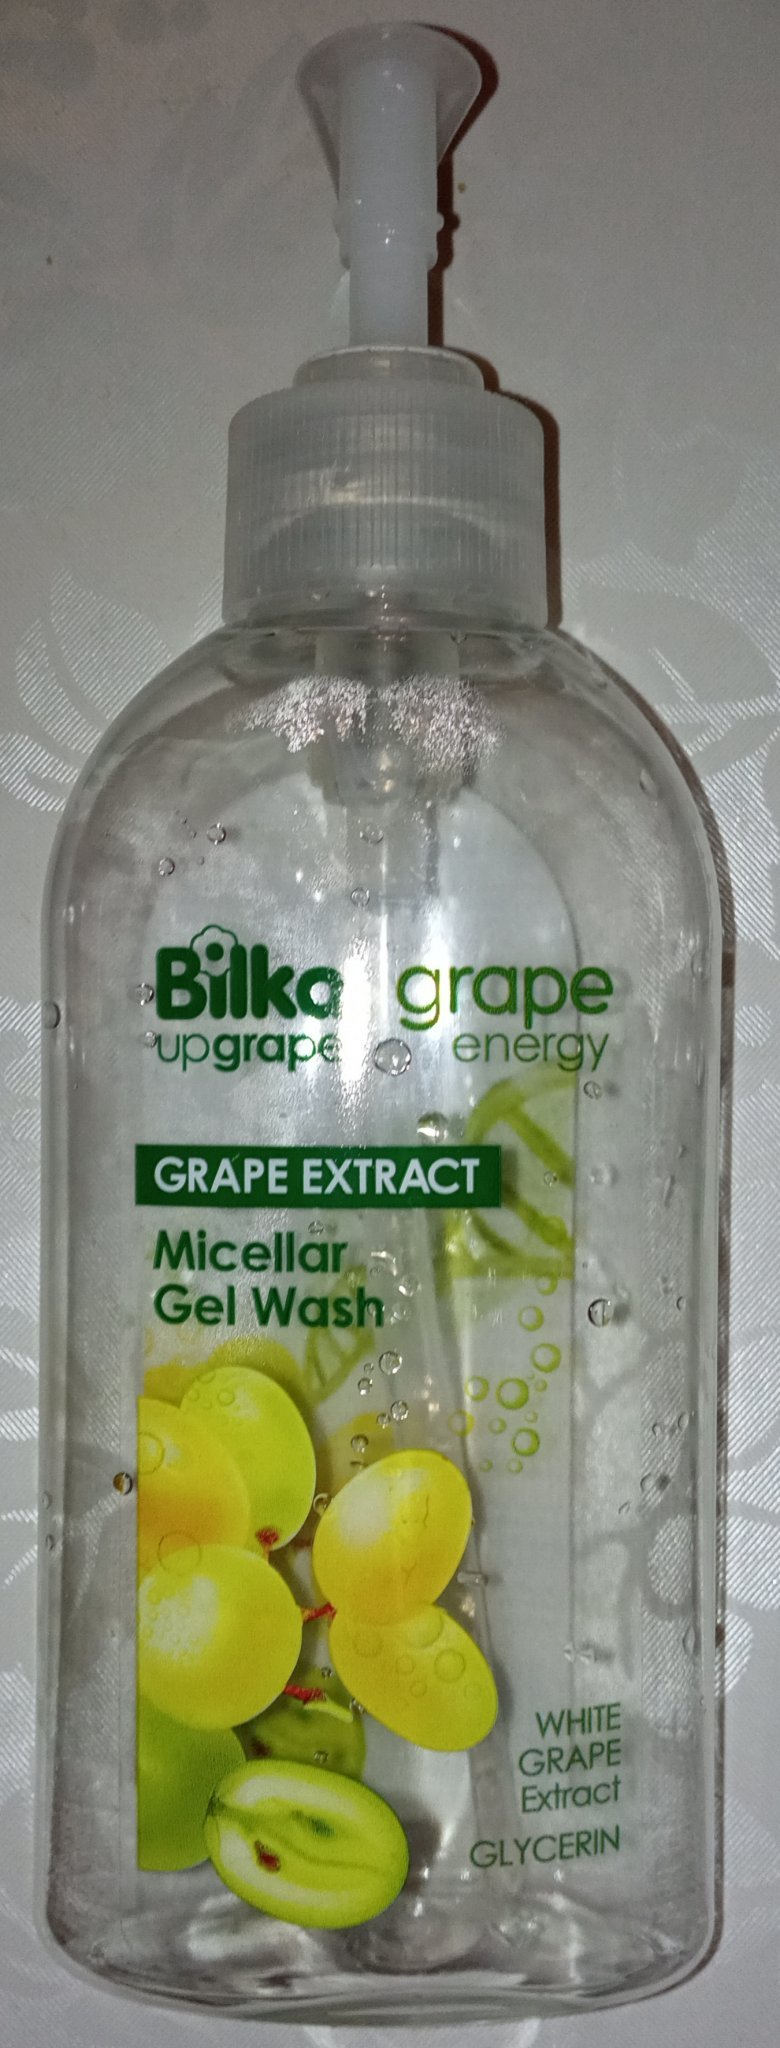 Bilka grape
upgrape energy
GRAPE EXTRACT
Micellar
Gel Wash
WHITE
GRAPE
Extract
GLYCERIN